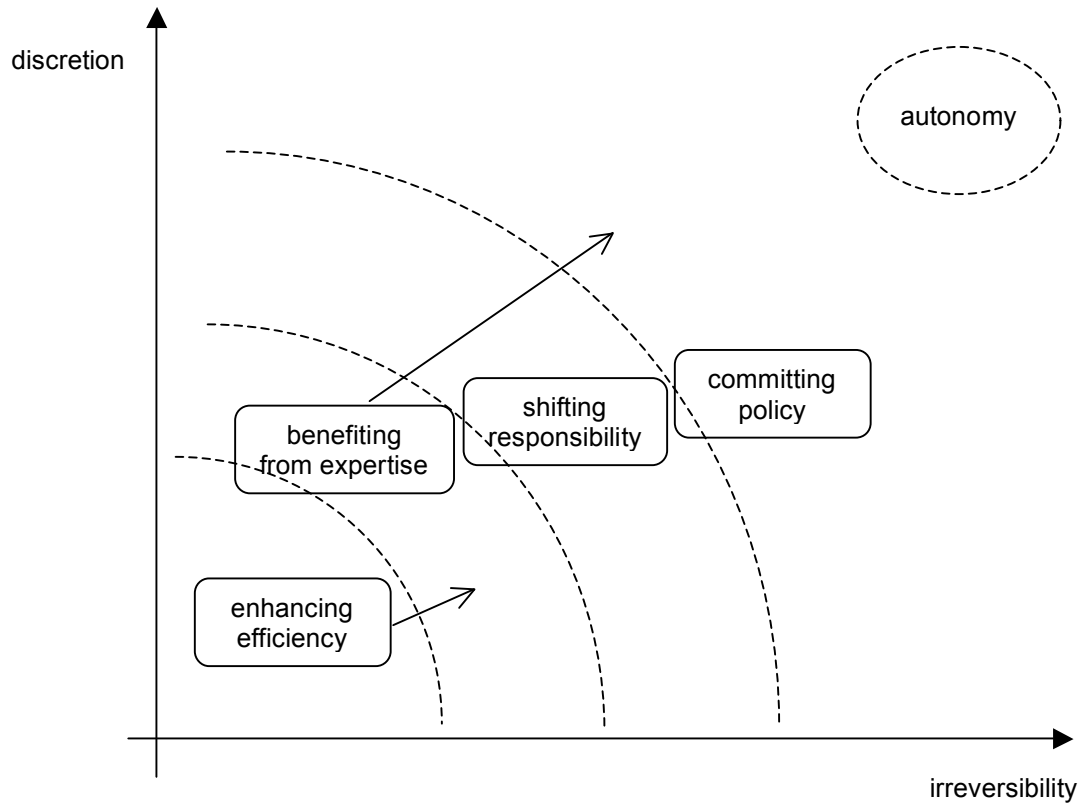 discretion
autonomy
committing
policy
shifting
responsibility
benefiting
from expertise
enhancing
efficiency
irreversibility